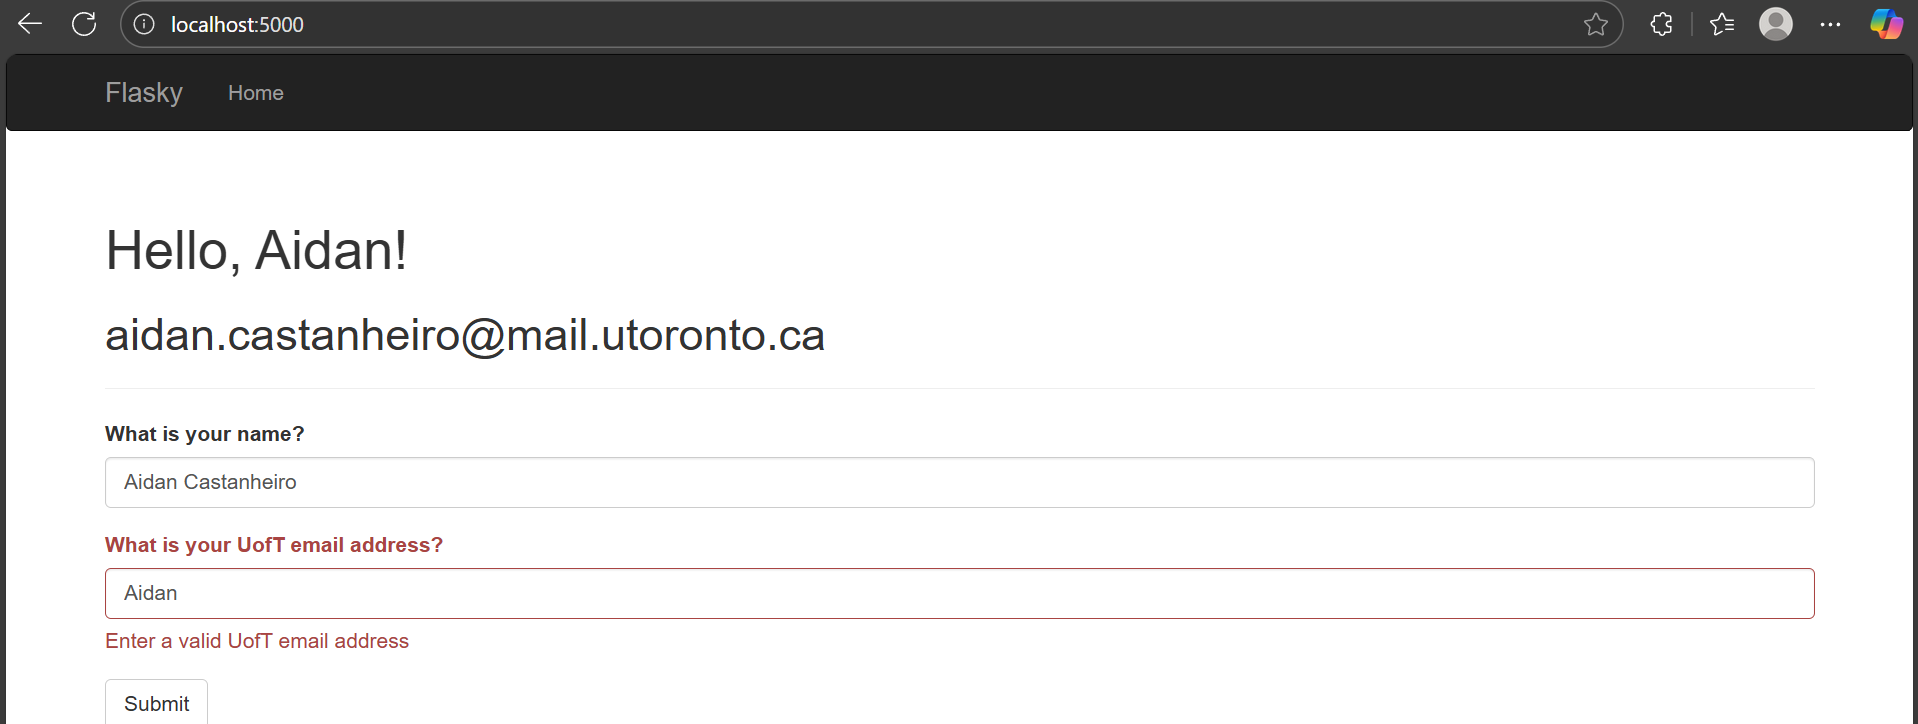 localhost:5000
Flasky Home
Hello, Aidan!
aidan.castanheiro@mail.utoronto.ca
What is your name?
Aidan Castanheiro
What is your UofT email address?
Aidan
Enter a valid UofT email address
Submit